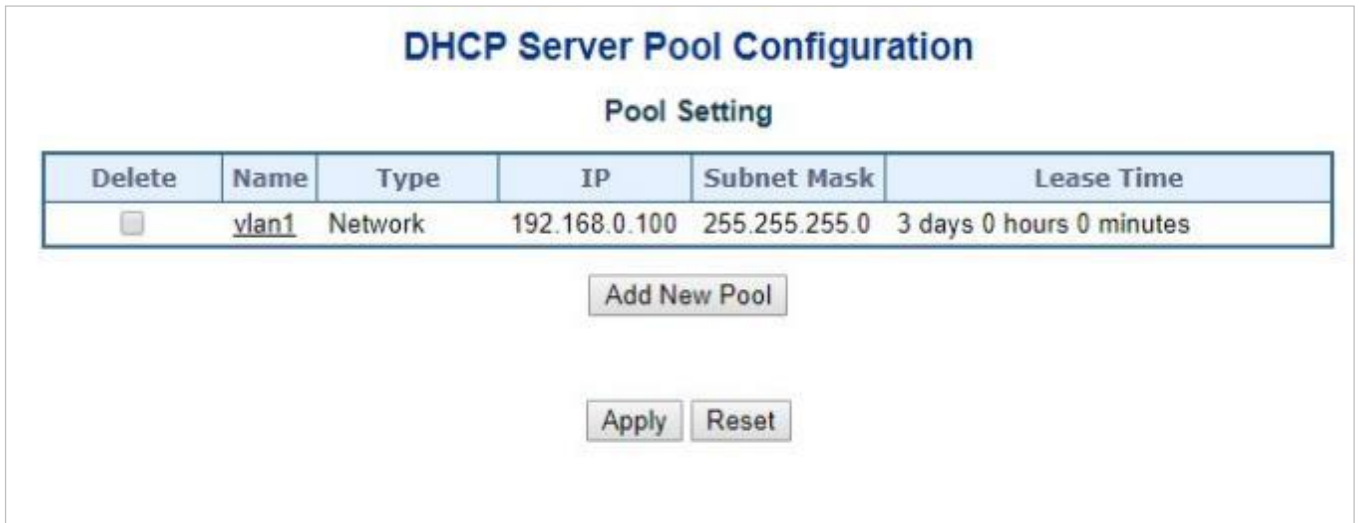 DHCP Server Pool Configuration
Pool Setting
Delete Name Type IP Subnet Mask Lease Time
vlan1 Network 192.168.0.100 255.255.255.0 3 days 0 hours 0 minutes
Add New Pool
Apply Reset